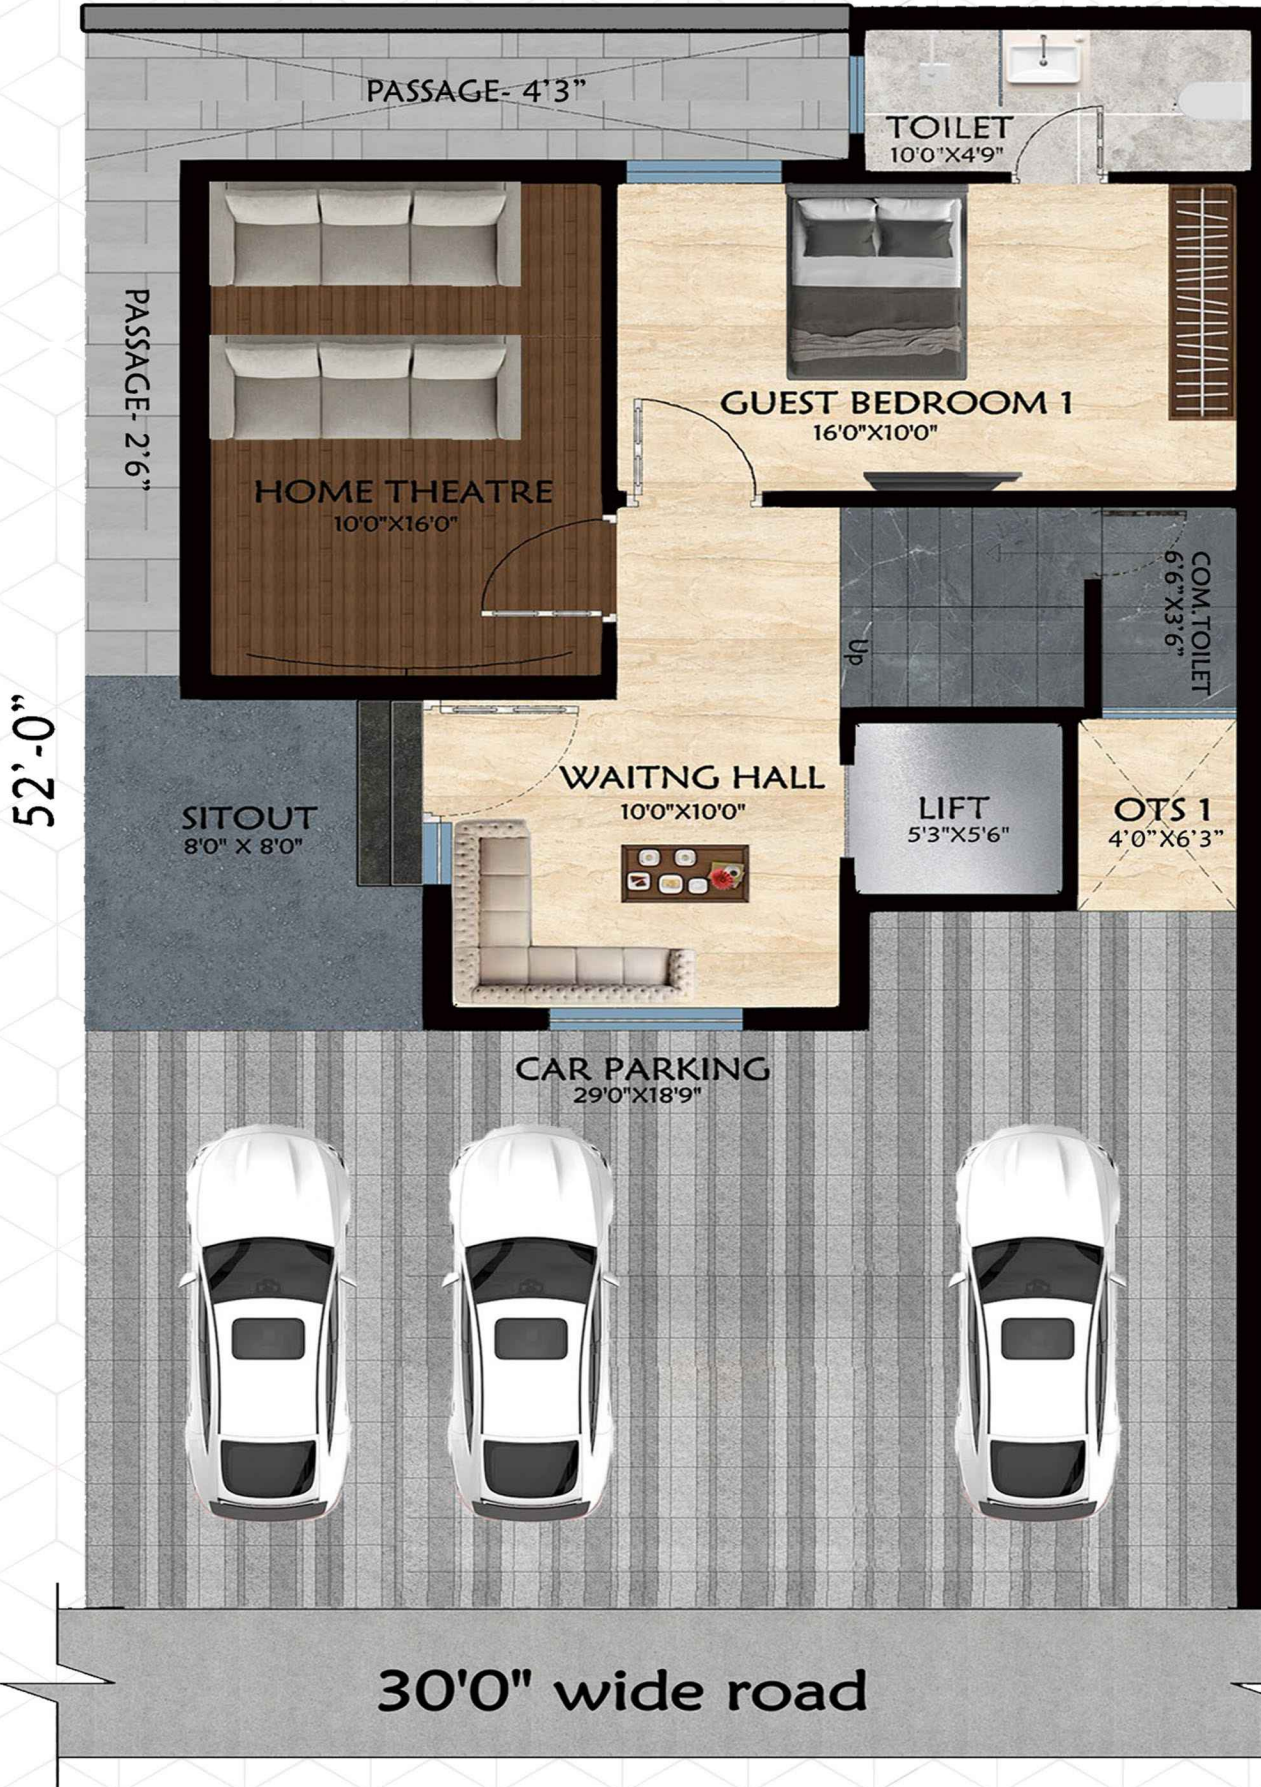 PASSAGE- 4'3”
TOILET
10'0"X4'9"
PASSAGE- 2'6”
GUEST BEDROOM 1
16'0"X10'0"
HOME THEATRE
10'0"X16'0"
COM.TOILET
6'6"X3'6"
Up
52'-0“
SITOUT
8'0" X 8'0"
WAITNG HALL
10'0"X10'0"
LIFT
5'3"X5'6"
OTS 1
4'0”X6'3”
CAR PARKING
29'0"X18'9"
30'0" wide road